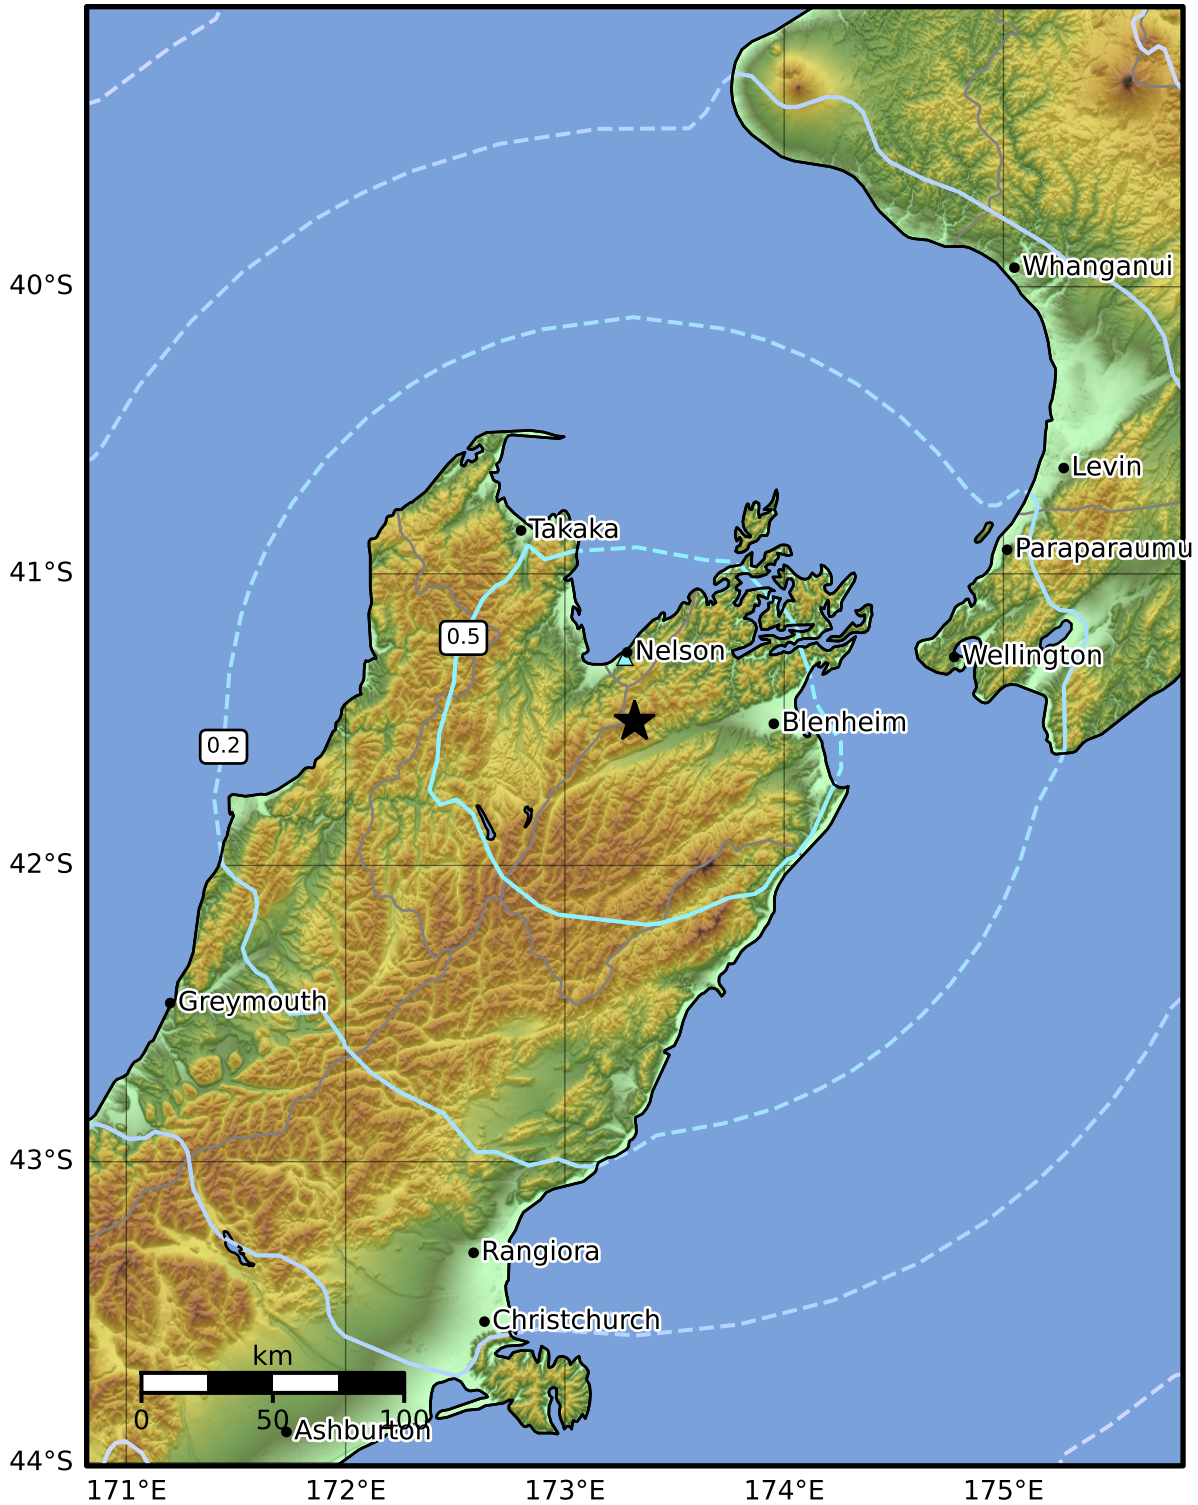 Whanganui
40°S
Levin
Takaka
Paraparaumu
41°S
0.5
Nelson
Wellington
Blenheim
0.2
42°S
Greymouth
43°S
Rangiora
Christchurch
km
0 50 100
Ashburton
44°S
171°E 172°E 173°E 174°E 175°E